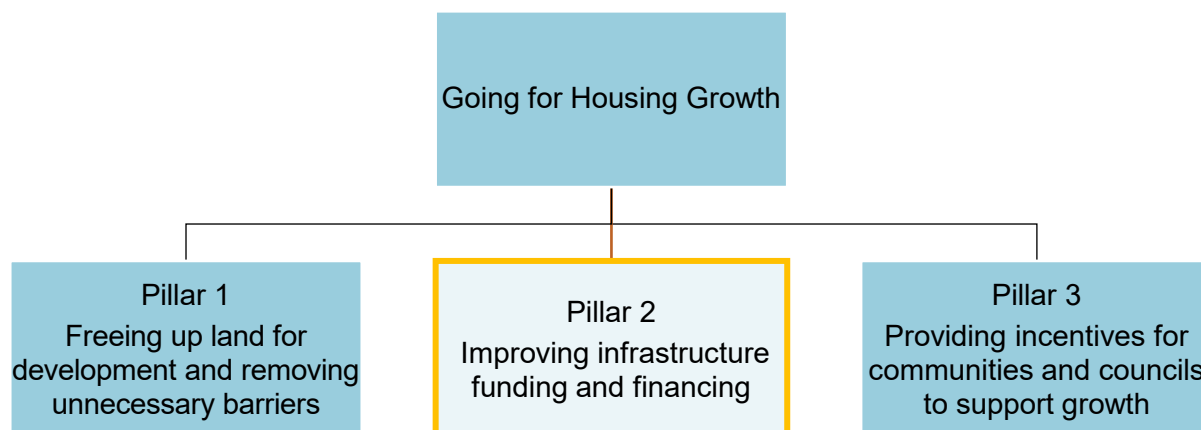 Going for Housing Growth
Pillar 1
Freeing up land for
development and removing
unnecessary barriers
Pillar 2
Improving infrastructure
funding and financing
Pillar 3
Providing incentives for
communities and councils
to support growth